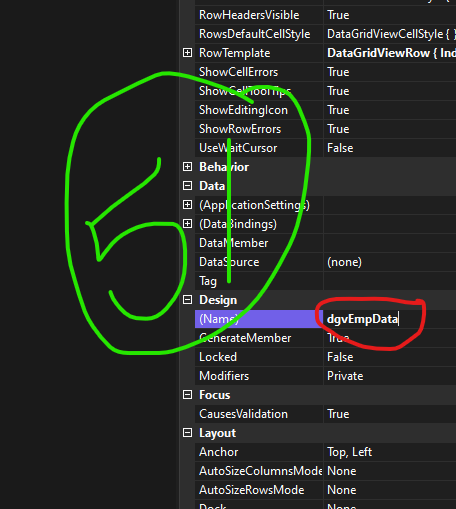 RowHeadersVisible True
RowsDefaultCellStyle DataGridViewCellStyle { }
RowTemplate DataGridViewRow { Ind
ShowCellErrors True
ShowCellToolTips True
ShowEditingIcon True
ShowRowErrors True
UseWaitCursor False
Behavior
Data
51
(ApplicationSettings)
(DataBindings)
DataMember
DataSource (none)
Tag
Design
(Name) dgvEmpData
GenerateMember True
Locked False
Modifiers Private
Focus
CausesValidation True
Layout
Anchor Top, Left
AutoSizeColumnsMode None
AutoSizeRowsMode None
Dock None